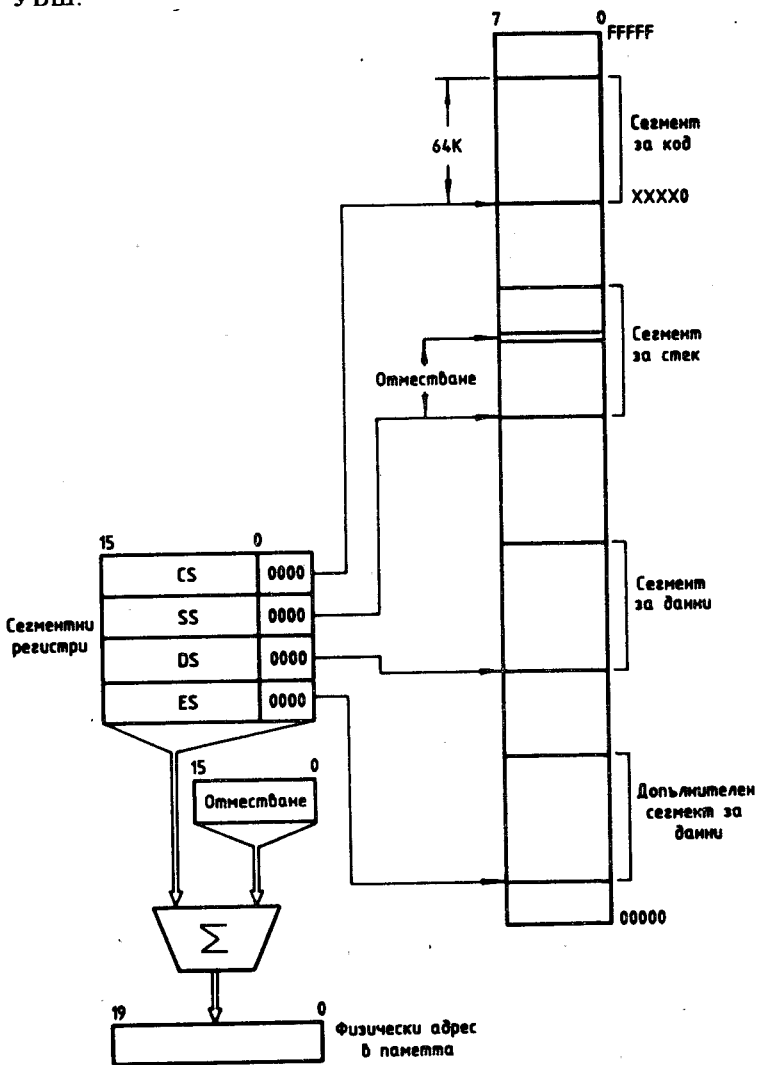 УВШ.
7 0
FFFFF
64K
Сегмент
за код
XXXX0
Сегмент
за стек
Отместване
15 0
CS 0000
SS 0000
DS 0000
ES 0000
Сегментни
регистри
Сегмент
за данни
15 0
Отместване
Допълнителен
сегмент за
данни
00000
Σ
19 0
Физически адрес
в паметта